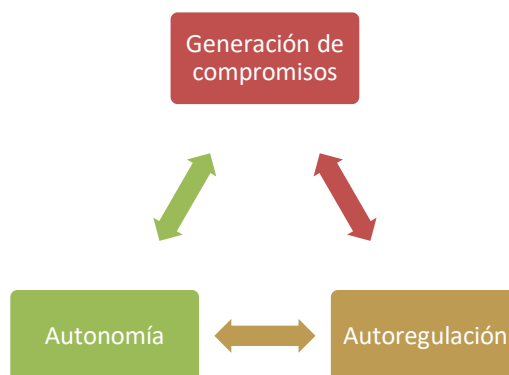 Generación de
compromisos
Autonomía
Autoregulación